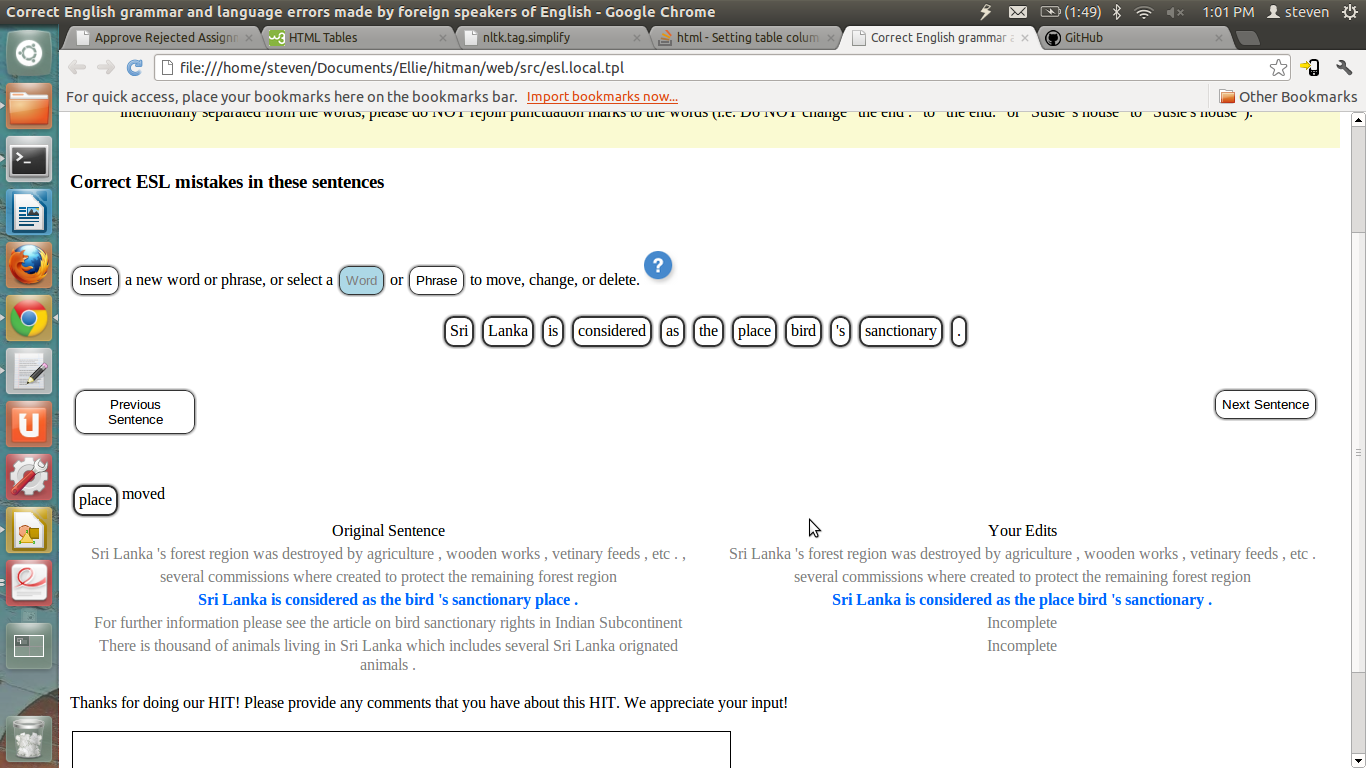 Correct English grammar and language errors made by foreign speakers of English - Google Chrome
(1:49) 1:01 PM steven
Approve Rejected Assignm HTML Tables nltk.tag.simplify html - Setting table colum Correct English grammar a GitHub
file:///home/steven/Documents/Ellie/hitman/web/src/esl.local.tpl
For quick access, place your bookmarks here on the bookmarks bar. Import bookmarks now... Other Bookmarks
intentionally separated from the words, please do NOT rejoin punctuation marks to the words (i.e. Do NOT change "the end ." to "the end." or "Susie 's house" to "Susie's house").
Correct ESL mistakes in these sentences
Insert a new word or phrase, or select a Word or Phrase to move, change, or delete. ?
Sri Lanka is considered as the place bird 's sanctionary .
Previous Sentence
Next Sentence
place moved
Original Sentence Your Edits
Sri Lanka 's forest region was destroyed by agriculture , wooden works , vetinary feeds , etc . , Sri Lanka 's forest region was destroyed by agriculture , wooden works , vetinary feeds , etc .
several commissions where created to protect the remaining forest region several commissions where created to protect the remaining forest region
Sri Lanka is considered as the bird 's sanctionary place . Sri Lanka is considered as the place bird 's sanctionary .
For further information please see the article on bird sanctionary rights in Indian Subcontinent Incomplete
There is thousand of animals living in Sri Lanka which includes several Sri Lanka orignated Incomplete
animals .
Thanks for doing our HIT! Please provide any comments that you have about this HIT. We appreciate your input!